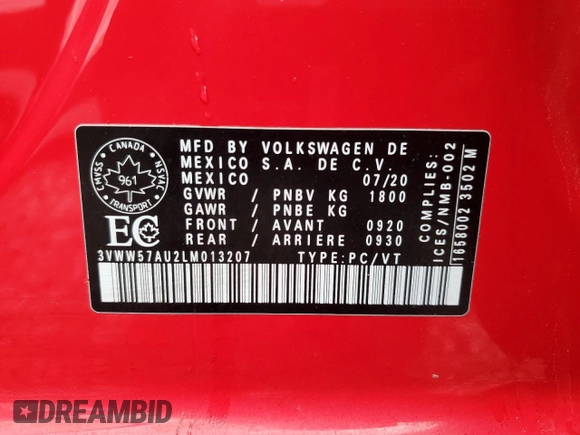 CANADA
CMVSS
NSVAC
961
TRANSPORT
EC
MFD BY VOLKSWAGEN DE
MEXICO S.A. DE C.V.
MEXICO 07/20
GVWR / PNBV KG 1800
GAWR / PNBE KG
FRONT / AVANT 0920
REAR / ARRIERE 0930
3VWW57AU2LM013207 TYPE:PC/VT
COMPLIES:
ICES/NMB-002
1658002 3502 M
DREAMBID